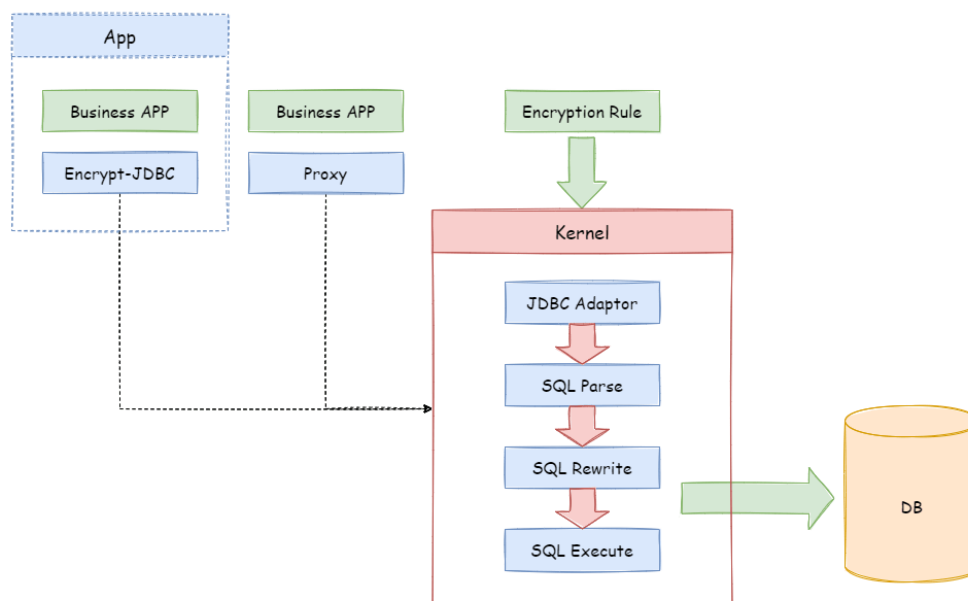 App
Business APP
Business APP
Encryption Rule
Encrypt-JDBC
Proxy
Kernel
JDBC Adaptor
SQL Parse
SQL Rewrite
DB
SQL Execute